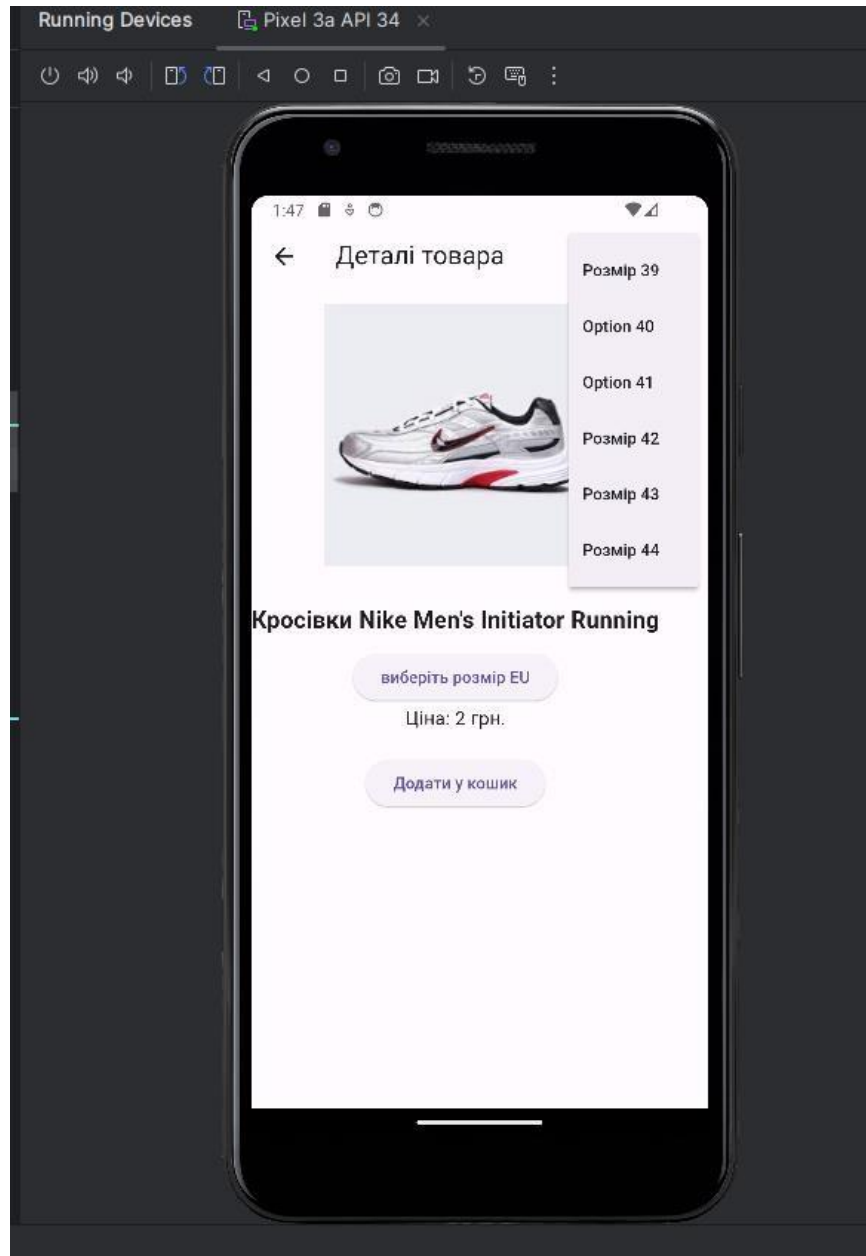 Running Devices
Pixel 3a API 34
1:47
Деталі товара
Розмір 39
Option 40
Option 41
Розмір 42
Розмір 43
Розмір 44
Кросівки Nike Men's Initiator Running
виберіть розмір EU
Ціна: 2 грн.
Додати у кошик